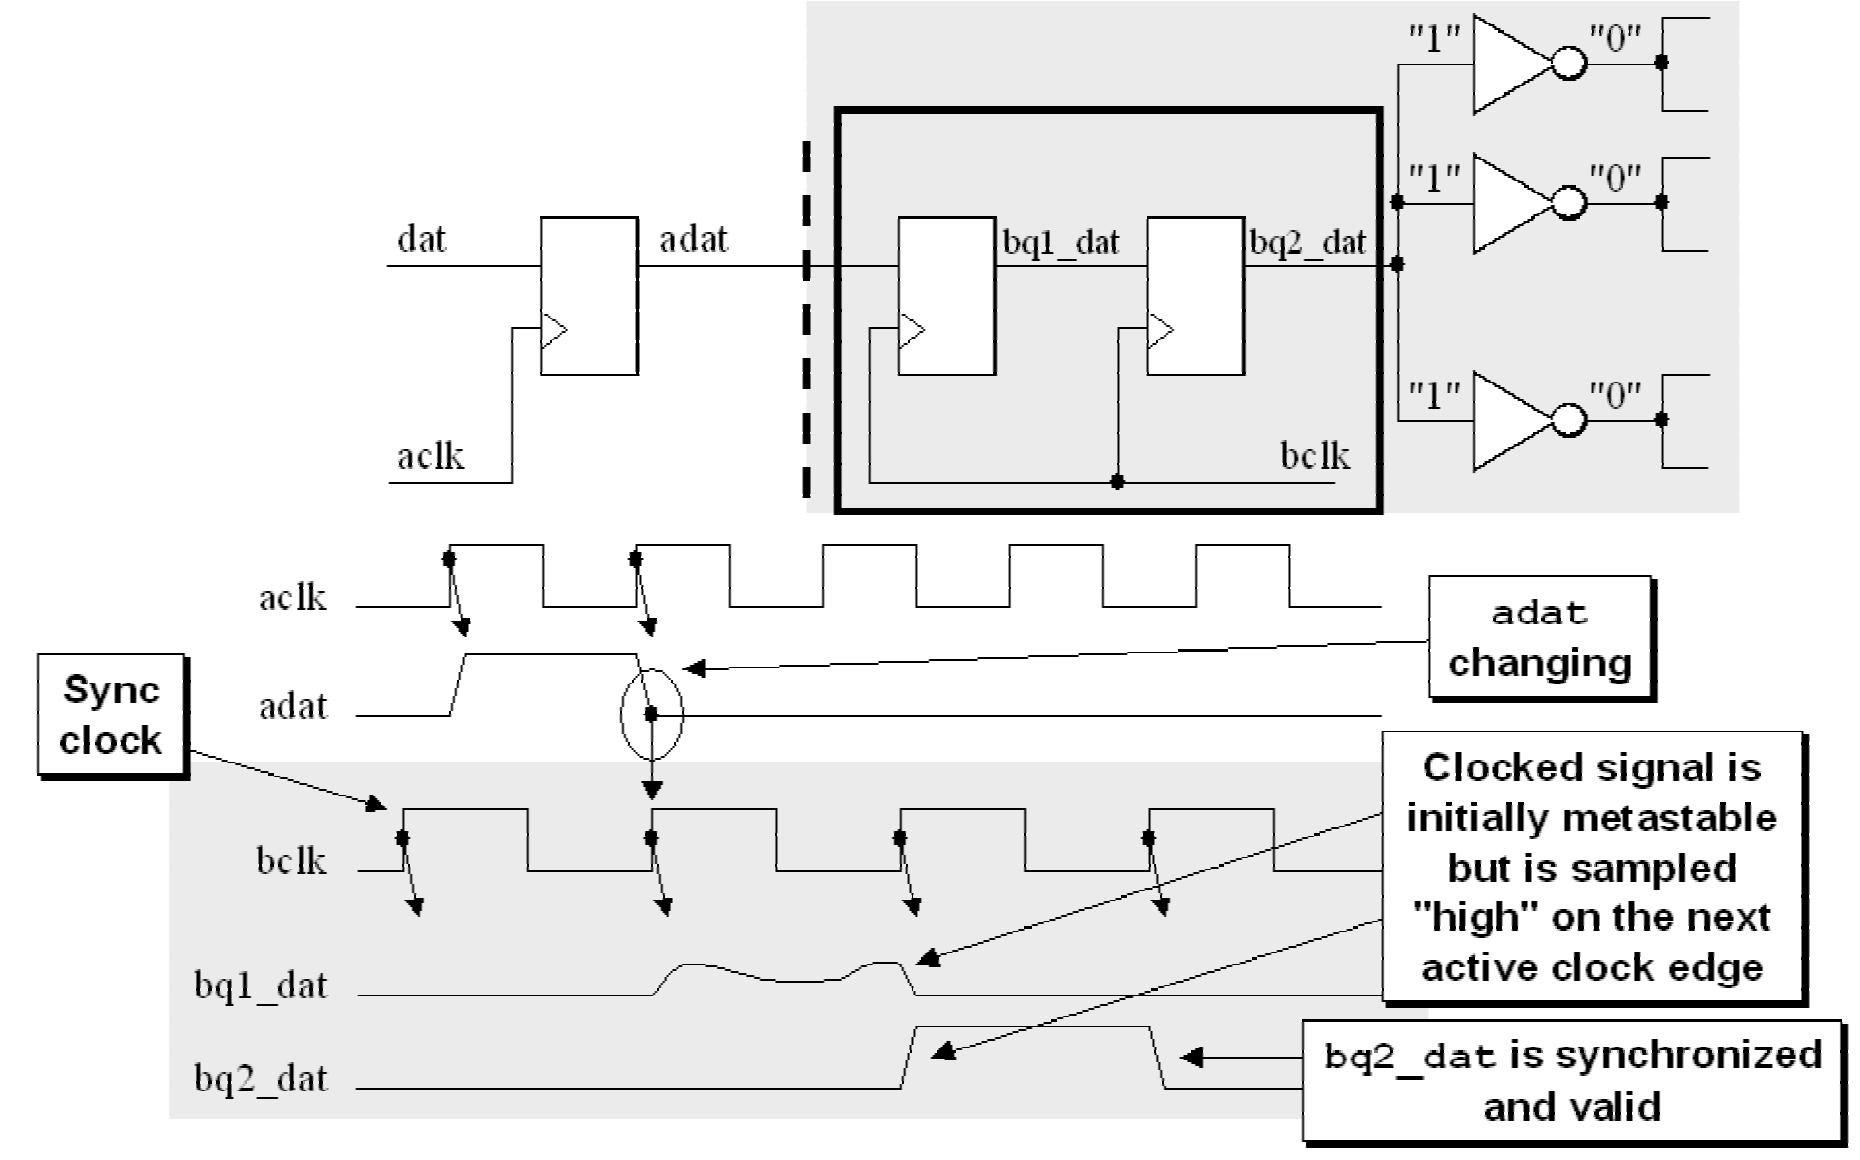 "1" "0"
"1" "0"
dat adat bq1_dat bq2_dat
"1" "0"
aclk bclk
aclk
adat
changing
Sync
clock
adat
Clocked signal is
initially metastable
but is sampled
"high" on the next
active clock edge
bclk
bq1_dat
bq2_dat
bq2_dat is synchronized
and valid